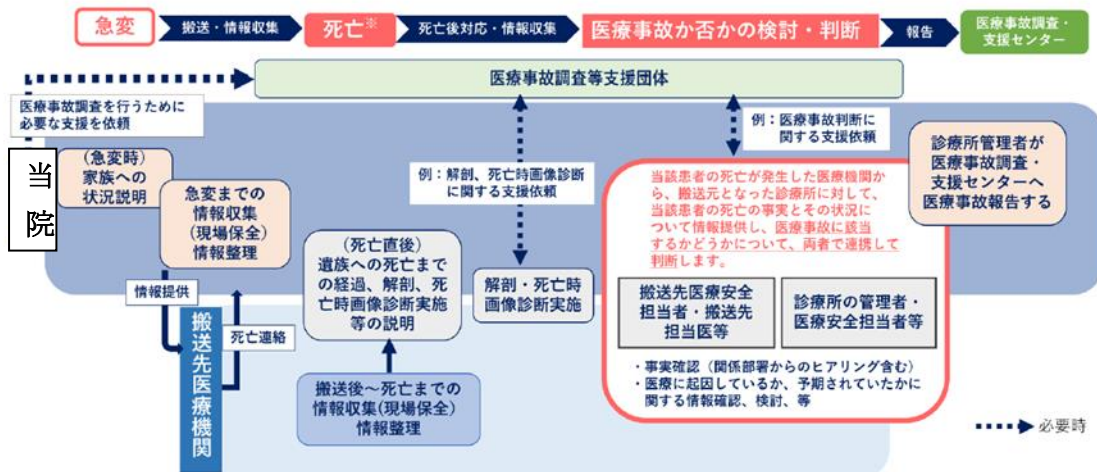 急変
搬送・情報収集
死亡※
死亡後対応・情報収集
医療事故か否かの検討・判断
報告
医療事故調査・
支援センター
医療事故調査等支援団体
医療事故調査を行うために
必要な支援を依頼
当
院
（急変時）
家族への
状況説明
急変までの
情報収集
（現場保全）
情報整理
情報提供
死亡連絡
搬送先医療機関
（死亡直後）
遺族への死亡まで
の経過、解剖、死
亡時画像診断実施
等の説明
搬送後～死亡までの
情報収集(現場保全)
情報整理
例：解剖、死亡時画像診断
に関する支援依頼
解剖・死亡時
画像診断実施
例：医療事故判断に
関する支援依頼
当該患者の死亡が発生した医療機関か
ら、搬送元となった診療所に対して、
当該患者の死亡の事実とその状況に
ついて情報提供し、医療事故に該当
するかどうかについて、両者で連携して
判断します。
搬送先医療安全
担当者・搬送先
担当医等
診療所の管理者・
医療安全担当者等
・事実確認（関係部署からのヒアリング含む）
・医療に起因しているか、予期されていたかに
関する情報確認、検討、等
診療所管理者が
医療事故調査・
支援センターへ
医療事故報告する
必要時